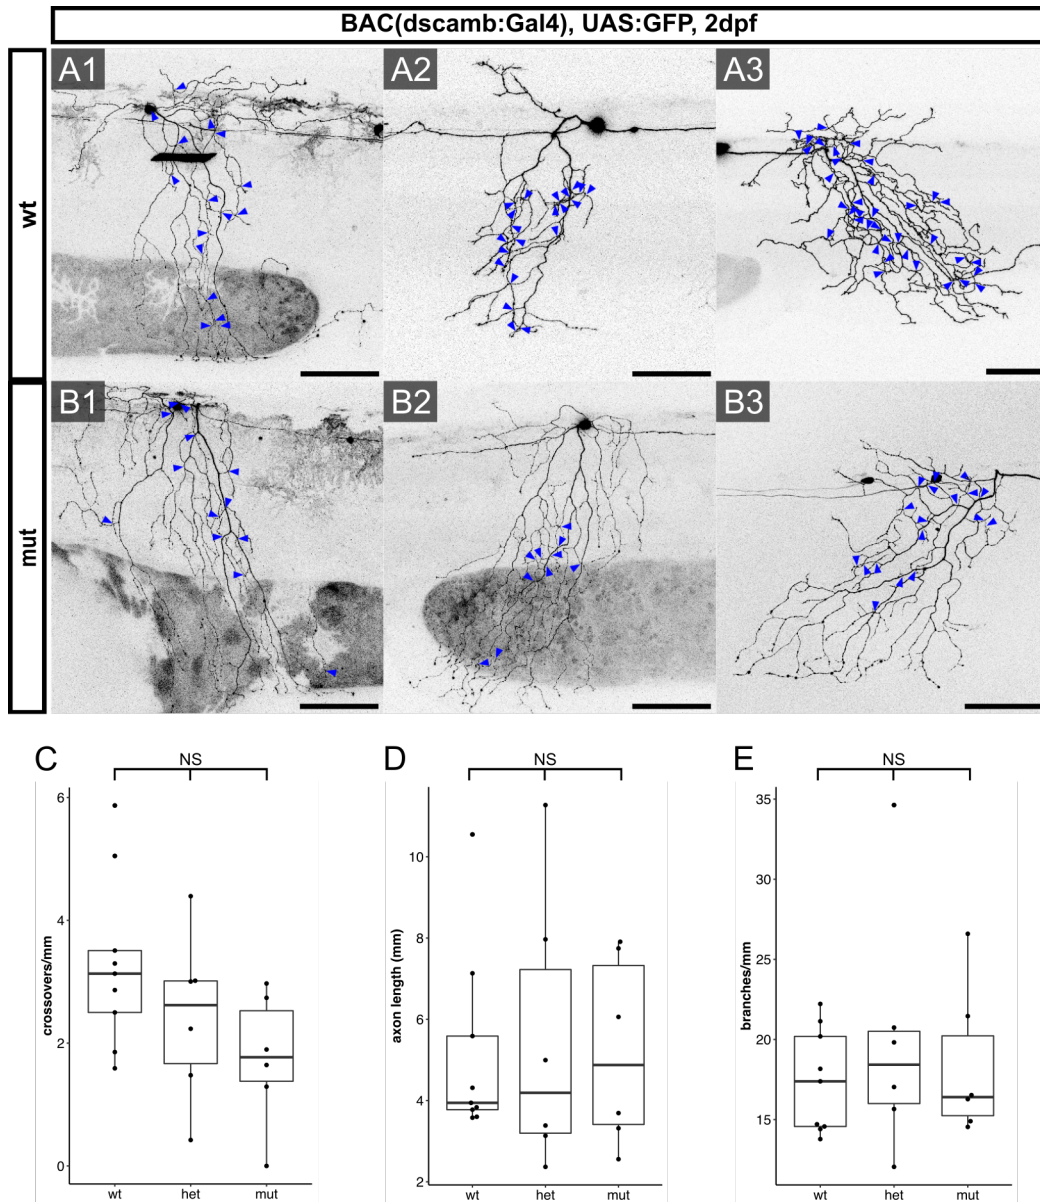 BAC(dscamb:Gal4), UAS:GFP, 2dpf
wt
A1
A2
A3
mut
B1
B2
B3
C
NS
crossovers/mm
6
4
2
0
wt
het
mut
D
NS
axon length (mm)
10
8
6
4
2
wt
het
mut
E
NS
branches/mm
35
30
25
20
15
wt
het
mut